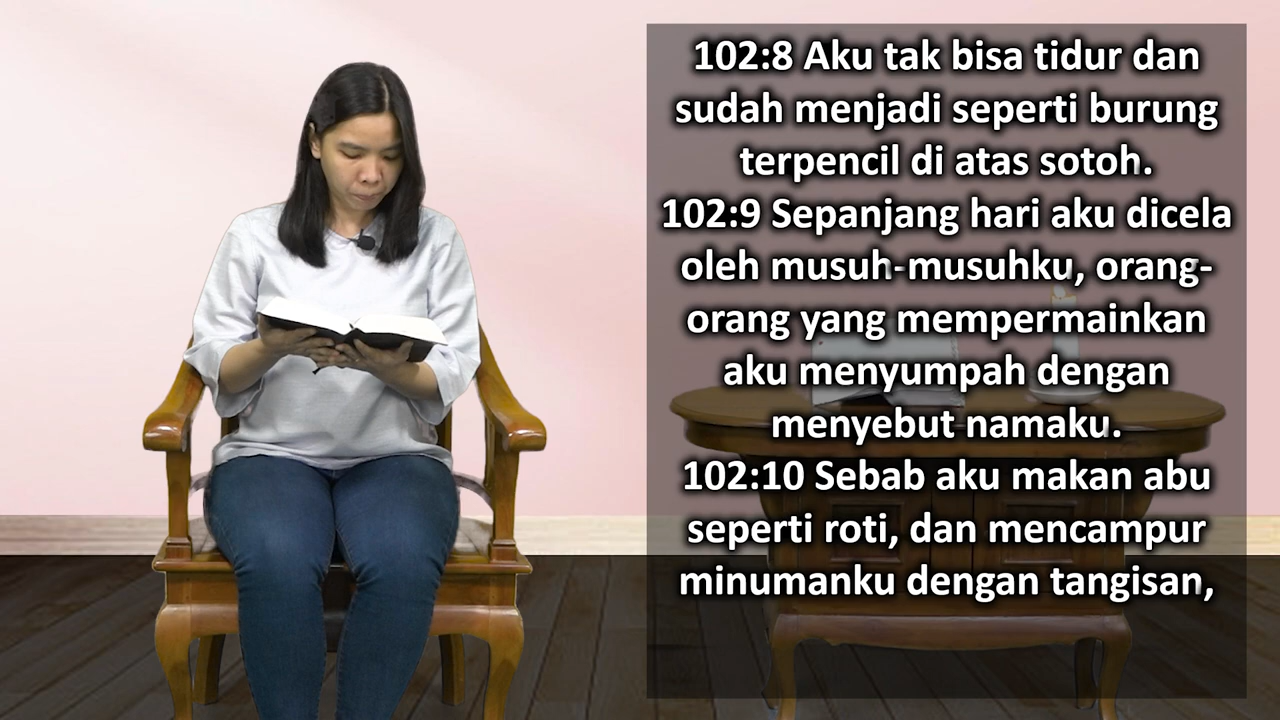 102:8 Aku tak bisa tidur dan
sudah menjadi seperti burung
terpencil di atas sotoh.
102:9 Sepanjang hari aku dicela
oleh musuh-musuhku, orang-
orang yang mempermainkan
aku menyumpah dengan
menyebut namaku.
102:10 Sebab aku makan abu
seperti roti, dan mencampur
minumanku dengan tangisan,